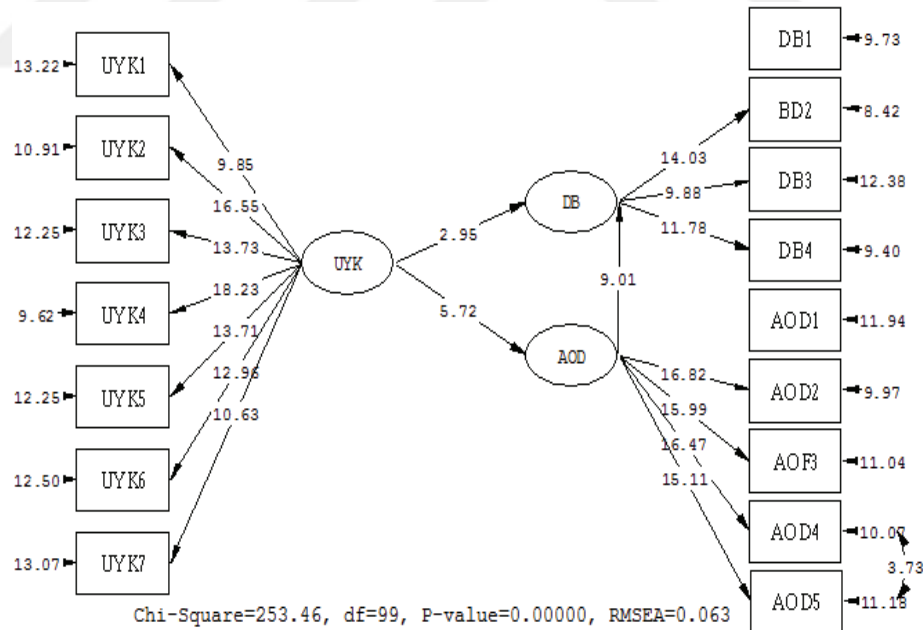 DB1
9.73
13.22
UYK1
BD2
8.42
9.85
14.03
10.91
UYK2
DB3
12.38
16.55
DB
9.88
12.25
UYK3
13.73
2.95
11.78
DB4
9.40
UYK
18.23
9.01
9.62
UYK4
5.72
AOD1
11.94
13.71
AOD
12.96
16.82
AOD2
9.97
12.25
UYK5
10.63
15.99
16.47
AOF3
11.04
12.50
UYK6
15.11
AOD4
10.07
13.07
UYK7
3.73
AOD5
11.18
Chi-Square=253.46, df=99, P-value=0.00000, RMSEA=0.063